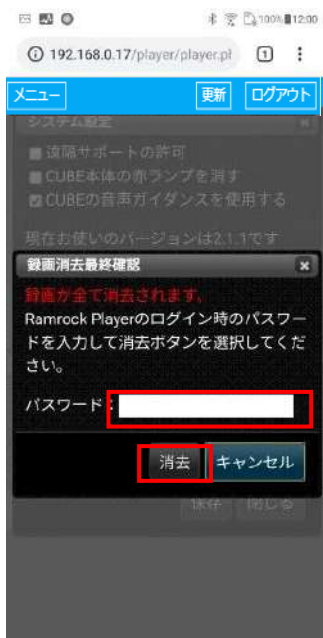 100% 12:00
192.168.0.17/player/player.pl
1
メニュー 更新 ログアウト
システム設定
遠隔サポートの許可
CUBE本体の赤ランプを消す
CUBEの音声ガイダンスを使用する
現在お使いのバージョンは2.1.1です
録画消去最終確認
録画が全て消去されます。
Ramrock Playerのログイン時のパスワー
ドを入力して消去ボタンを選択してくだ
さい。
パスワード：
消去 キャンセル
保存 閉じる